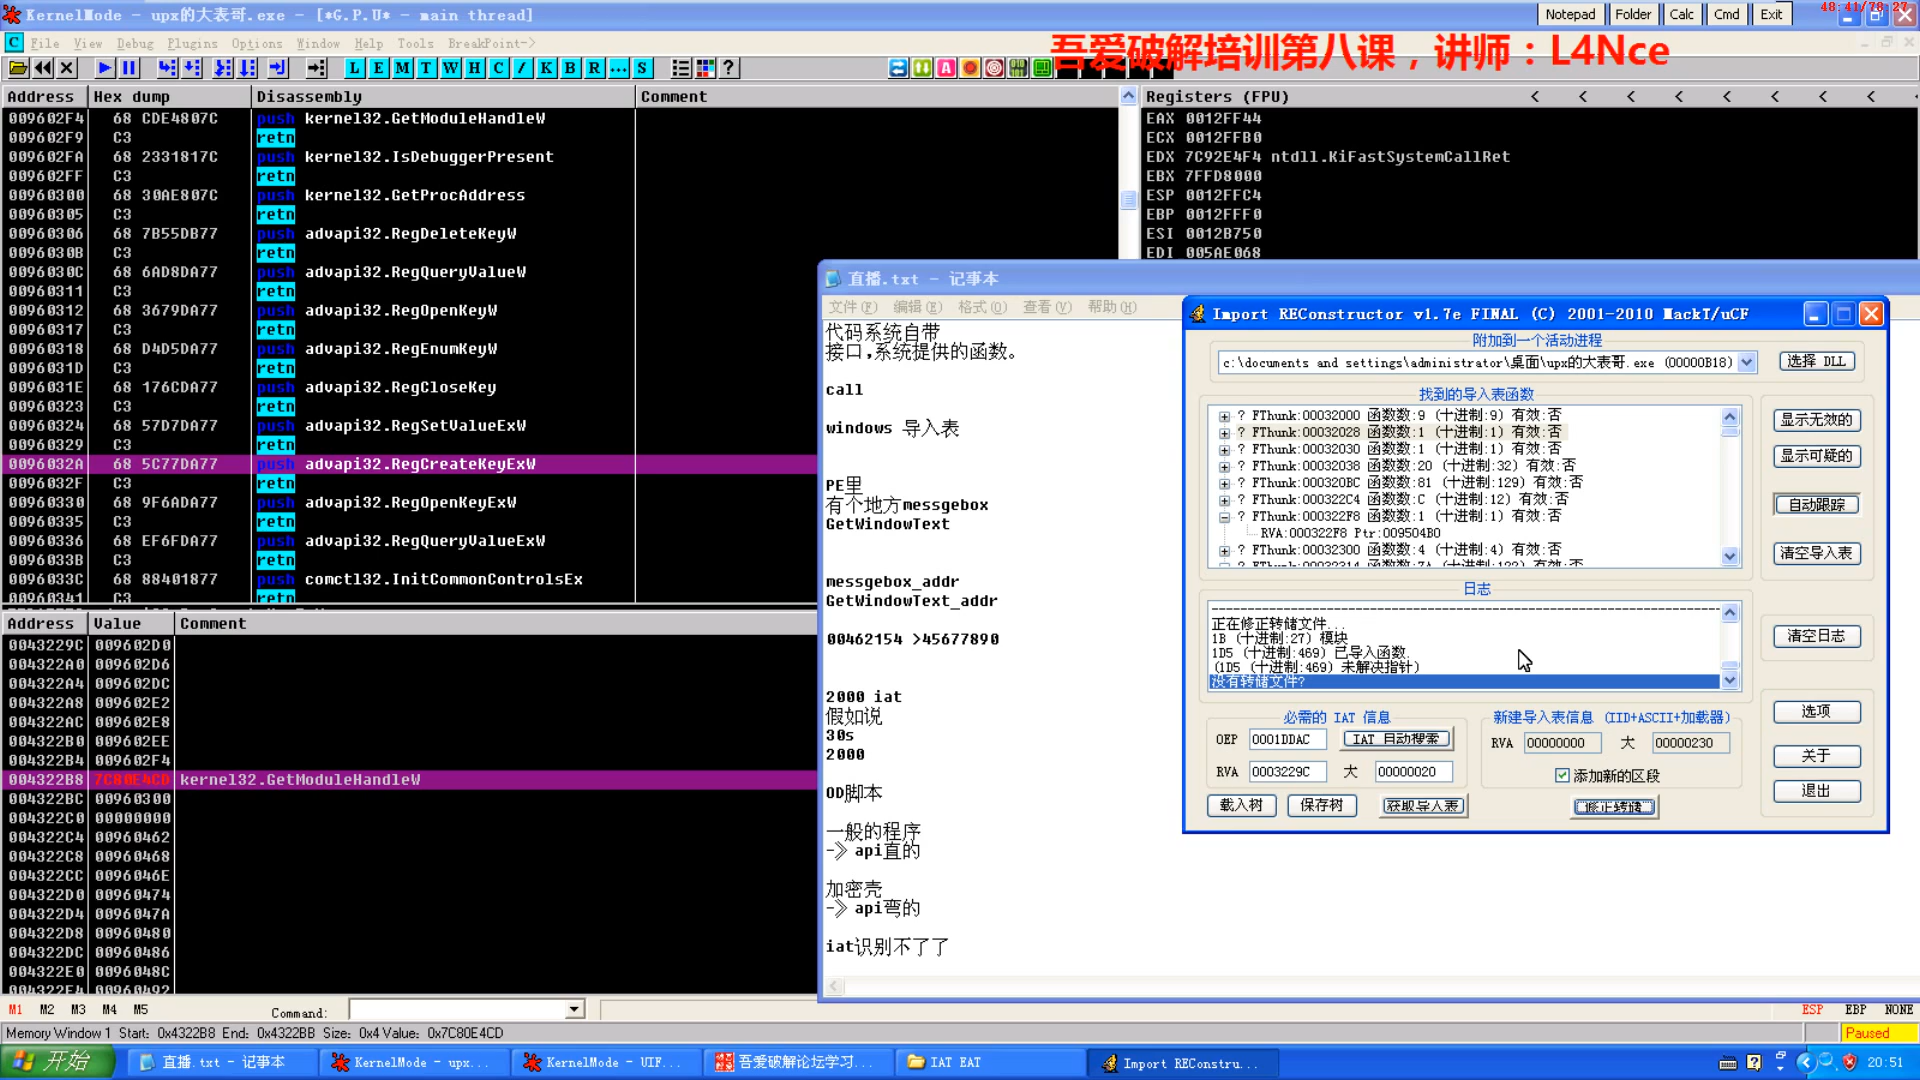 KernelMode - upx的大表哥.exe - [*G.P.U* - main thread]
Notepad Folder Calc Cmd Exit
48:41/78:27
File View Debug Plugins Options Window Help Tools BreakPoint->
吾爱破解培训第八课，讲师：L4Nce
L E M T W H C / K B R ... S ?
Address Hex dump Disassembly Comment
009602F4 68 CDE4807C push kernel32.GetModuleHandleW
009602F9 C3 retn
009602FA 68 2331817C push kernel32.IsDebuggerPresent
009602FF C3 retn
00960300 68 30AE807C push kernel32.GetProcAddress
00960305 C3 retn
00960306 68 7B55DB77 push advapi32.RegDeleteKeyW
0096030B C3 retn
0096030C 68 6AD8DA77 push advapi32.RegQueryValueW
00960311 C3 retn
00960312 68 3679DA77 push advapi32.RegOpenKeyW
00960317 C3 retn
00960318 68 D4D5DA77 push advapi32.RegEnumKeyW
0096031D C3 retn
0096031E 68 176CDA77 push advapi32.RegCloseKey
00960323 C3 retn
00960324 68 57D7DA77 push advapi32.RegSetValueExW
00960329 C3 retn
0096032A 68 5C77DA77 push advapi32.RegCreateKeyExW
0096032F C3 retn
00960330 68 9F6ADA77 push advapi32.RegOpenKeyExW
00960335 C3 retn
00960336 68 EF6FDA77 push advapi32.RegQueryValueExW
0096033B C3 retn
0096033C 68 88401877 push comctl32.InitCommonControlsEx
00960341 C3 retn
Registers (FPU) < < < < < < < <
EAX 0012FF44
ECX 0012FFB0
EDX 7C92E4F4 ntdll.KiFastSystemCallRet
EBX 7FFD8000
ESP 0012FFC4
EBP 0012FFF0
ESI 0012B750
EDI 005AE068
Address Value Comment
0043229C 009602D0
004322A0 009602D6
004322A4 009602DC
004322A8 009602E2
004322AC 009602E8
004322B0 009602EE
004322B4 009602F4
004322B8 7C80E4CD kernel32.GetModuleHandleW
004322BC 00960300
004322C0 00000000
004322C4 00960462
004322C8 00960468
004322CC 0096046E
004322D0 00960474
004322D4 0096047A
004322D8 00960480
004322DC 00960486
004322E0 0096048C
004322E4 00960492
直播.txt - 记事本
文件(F) 编辑(E) 格式(O) 查看(V) 帮助(H)
代码系统自带
接口,系统提供的函数。
call
windows 导入表
PE里
有个地方messgebox
GetWindowText
messgebox_addr
GetWindowText_addr
00462154 >45677890
2000 iat
假如说
30s
2000
OD脚本
一般的程序
-》 api直的
加密壳
-》 api弯的
iat识别不了了
Import REConstructor v1.7e FINAL (C) 2001-2010 MackT/uCF
附加到一个活动进程
c:\documents and settings\administrator\桌面\upx的大表哥.exe (00000B18)
选择 DLL
找到的导入表函数
? FThunk:00032000 函数数:9 (十进制:9) 有效:否
? FThunk:00032028 函数数:1 (十进制:1) 有效:否
? FThunk:00032030 函数数:1 (十进制:1) 有效:否
? FThunk:00032038 函数数:20 (十进制:32) 有效:否
? FThunk:000320BC 函数数:81 (十进制:129) 有效:否
? FThunk:000322C4 函数数:C (十进制:12) 有效:否
? FThunk:000322F8 函数数:1 (十进制:1) 有效:否
RVA:000322F8 Ptr:009504B0
? FThunk:00032300 函数数:4 (十进制:4) 有效:否
? FThunk:00032314 函数数:7A (十进制:122) 有效:否
显示无效的
显示可疑的
自动跟踪
清空导入表
日志
正在修正转储文件...
1B (十进制:27) 模块
1D5 (十进制:469) 已导入函数.
(1D5 (十进制:469) 未解决指针)
没有转储文件?
清空日志
必需的 IAT 信息
OEP 0001DDAC IAT 自动搜索
RVA 0003229C 大 00000020
载入树 保存树 获取导入表
新建导入表信息 (IID+ASCII+加载器)
RVA 00000000 大 00000230
添加新的区段
修正转储
选项
关于
退出
M1 M2 M3 M4 M5 Command:
ESP EBP NONE
Memory Window 1 Start: 0x4322B8 End: 0x4322BB Size: 0x4 Value: 0x7C80E4CD
Paused
开始 直播.txt - 记事本 KernelMode - upx... KernelMode - UIF... 吾爱破解论坛学习... IAT EAT Import REConstru... 20:51